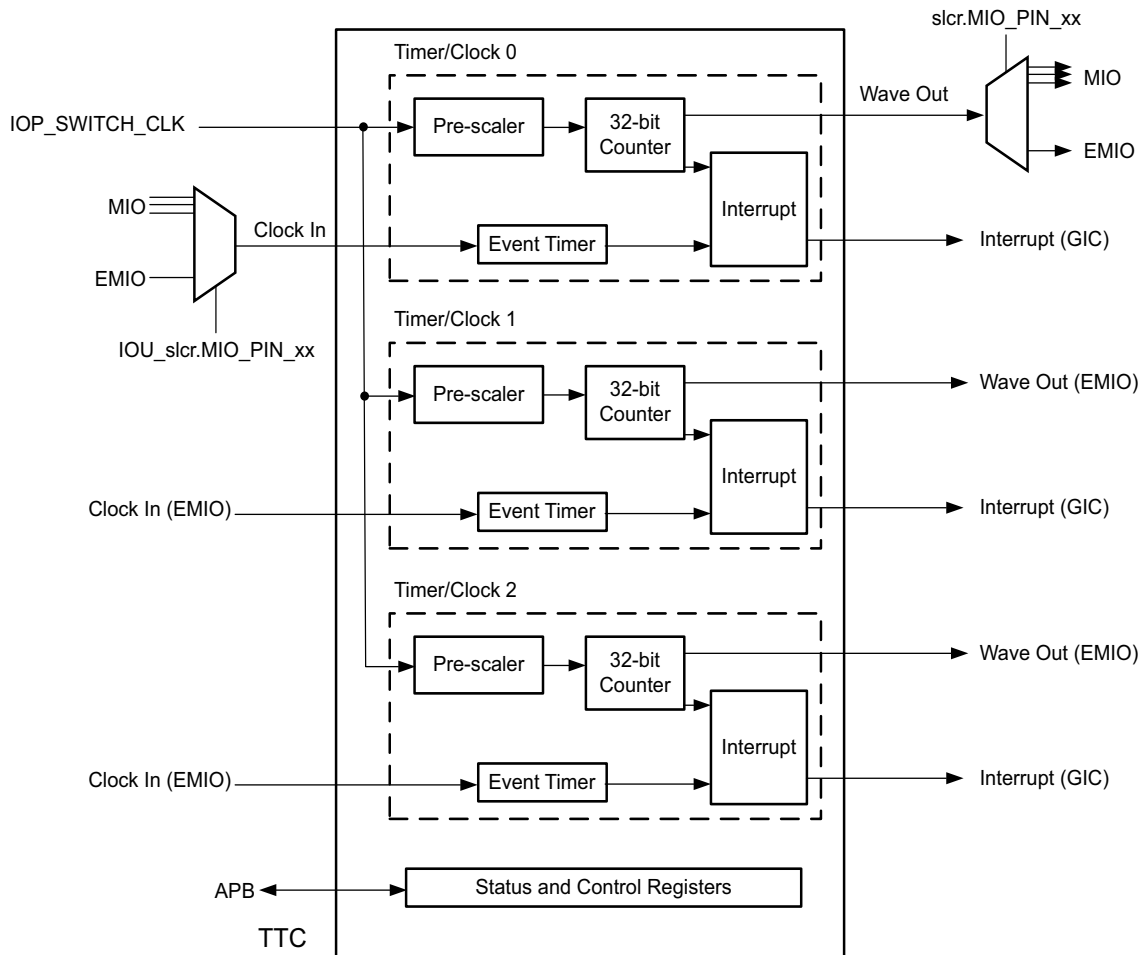 slcr.MIO_PIN_xx
Timer/Clock 0
Wave Out
MIO
IOP_SWITCH_CLK
Pre-scaler
32-bit
Counter
EMIO
MIO
Clock In
Interrupt
Event Timer
Interrupt (GIC)
EMIO
Timer/Clock 1
IOU_slcr.MIO_PIN_xx
Pre-scaler
32-bit
Counter
Wave Out (EMIO)
Interrupt
Clock In (EMIO)
Event Timer
Interrupt (GIC)
Timer/Clock 2
Pre-scaler
32-bit
Counter
Wave Out (EMIO)
Interrupt
Clock In (EMIO)
Event Timer
Interrupt (GIC)
APB
Status and Control Registers
TTC